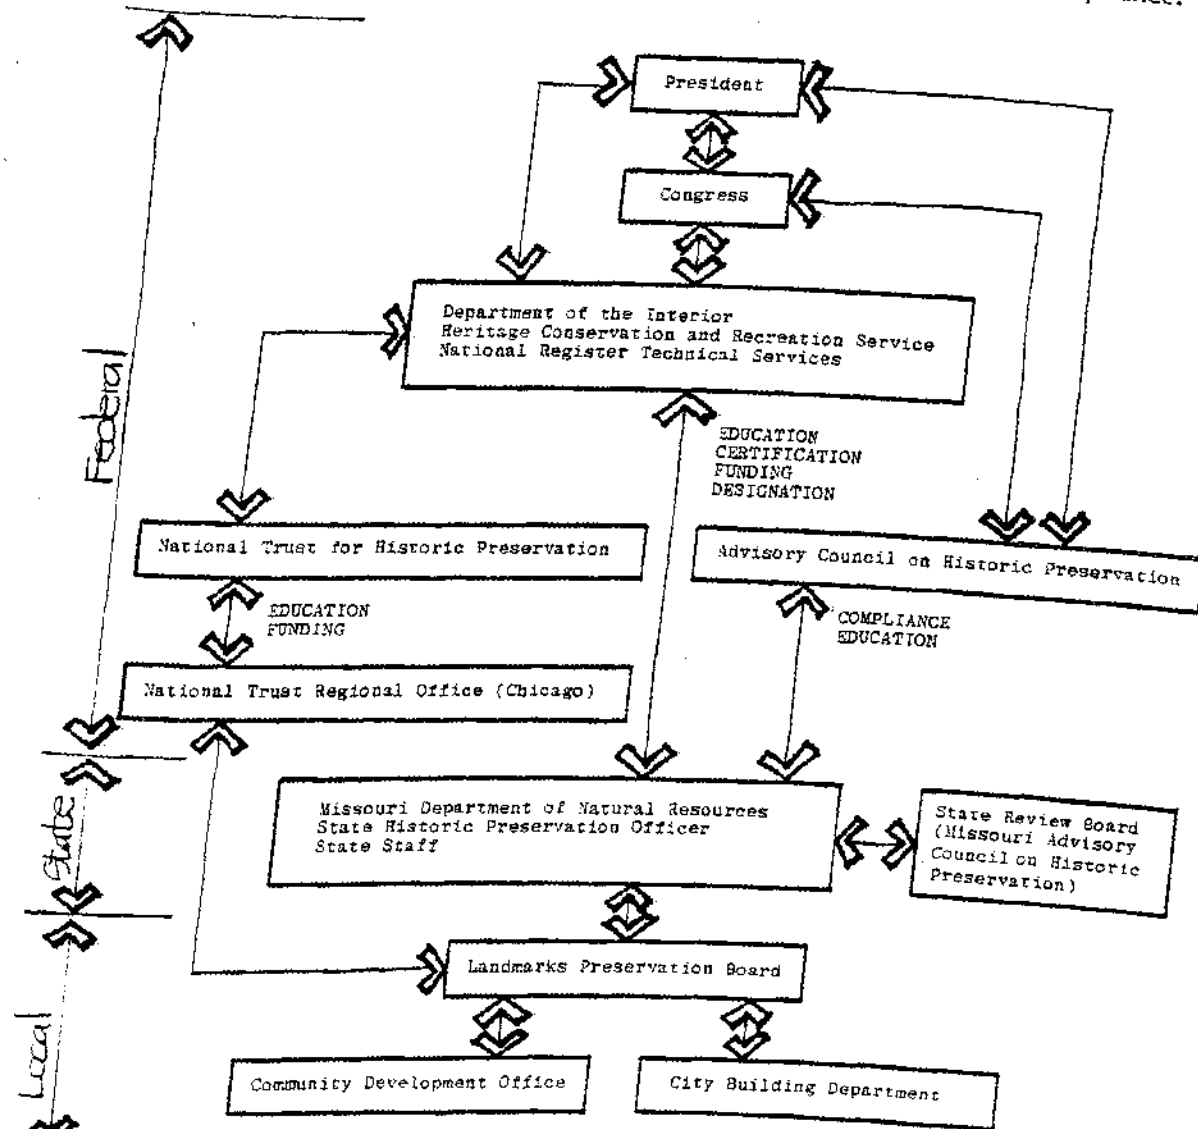 President
Congress
Department of the Interior
Heritage Conservation and Recreation Service
National Register Technical Services
Federal
EDUCATION
CERTIFICATION
FUNDING
DESIGNATION
National Trust for Historic Preservation
Advisory Council on Historic Preservation
EDUCATION
FUNDING
COMPLIANCE
EDUCATION
National Trust Regional Office (Chicago)
State
Missouri Department of Natural Resources
State Historic Preservation Officer
State Staff
State Review Board
(Missouri Advisory
Council on Historic
Preservation)
Landmarks Preservation Board
Local
Community Development Office
City Building Department